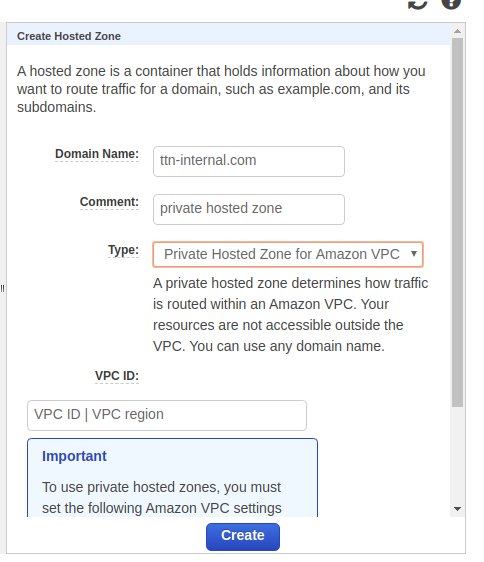 Create Hosted Zone
A hosted zone is a container that holds information about how you
want to route traffic for a domain, such as example.com, and its
subdomains.
Domain Name: ttn-internal.com
Comment: private hosted zone
Type: Private Hosted Zone for Amazon VPC
A private hosted zone determines how traffic
is routed within an Amazon VPC. Your
resources are not accessible outside the
VPC. You can use any domain name.
VPC ID:
VPC ID | VPC region
Important
To use private hosted zones, you must
set the following Amazon VPC settings
Create